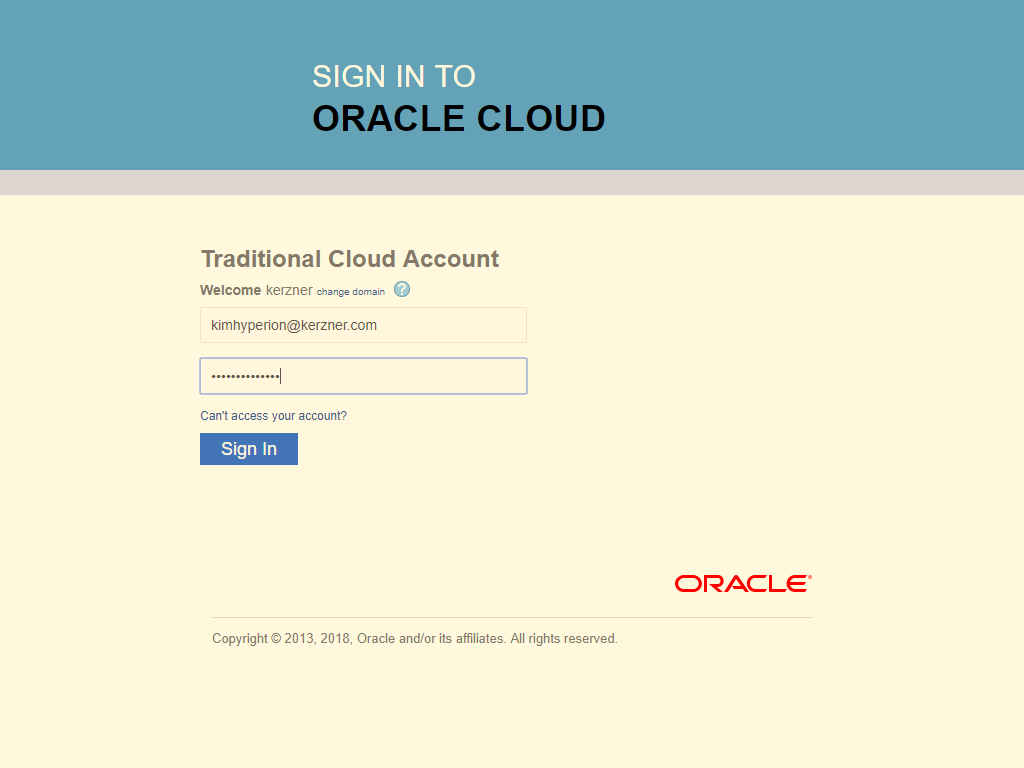 SIGN IN TO
ORACLE CLOUD
Traditional Cloud Account
Welcome kerzner change domain ?
kimhyperion@kerzner.com
••••••••••••••
Can't access your account?
Sign In
ORACLE®
Copyright © 2013, 2018, Oracle and/or its affiliates. All rights reserved.